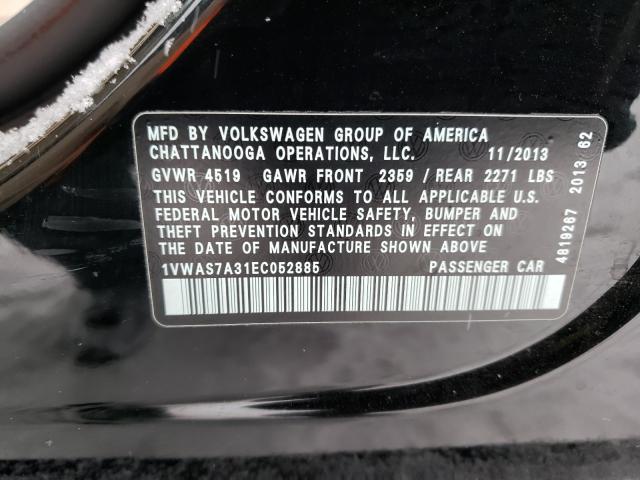 MFD BY VOLKSWAGEN GROUP OF AMERICA
CHATTANOOGA OPERATIONS, LLC. 11/2013
GVWR 4519 GAWR FRONT 2359 / REAR 2271 LBS
THIS VEHICLE CONFORMS TO ALL APPLICABLE U.S.
FEDERAL MOTOR VEHICLE SAFETY, BUMPER AND
THEFT PREVENTION STANDARDS IN EFFECT ON
THE DATE OF MANUFACTURE SHOWN ABOVE
1VWAS7A31EC052885 PASSENGER CAR
4819267 2013 62